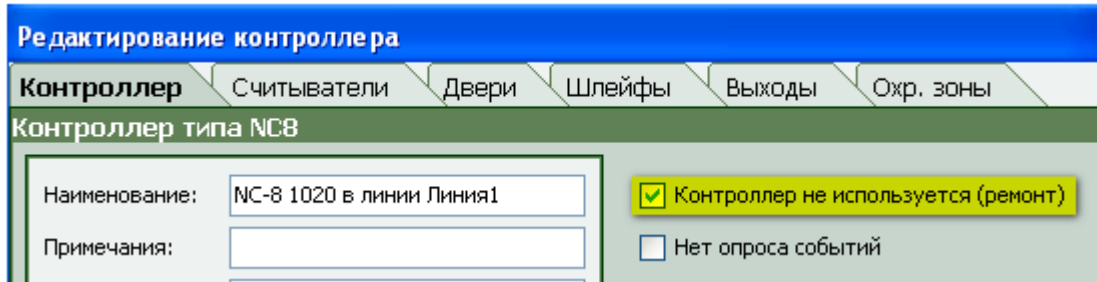 Редактирование контроллера
Контроллер Считыватели Двери Шлейфы Выходы Охр. зоны
Контроллер типа NC8
Наименование: NC-8 1020 в линии Линия1 Контроллер не используется (ремонт)
Примечания: Нет опроса событий